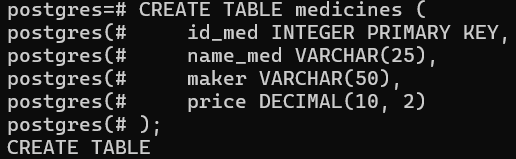 postgres=# CREATE TABLE medicines (
postgres(#     id_med INTEGER PRIMARY KEY,
postgres(#     name_med VARCHAR(25),
postgres(#     maker VARCHAR(50),
postgres(#     price DECIMAL(10, 2)
postgres(# );
CREATE TABLE